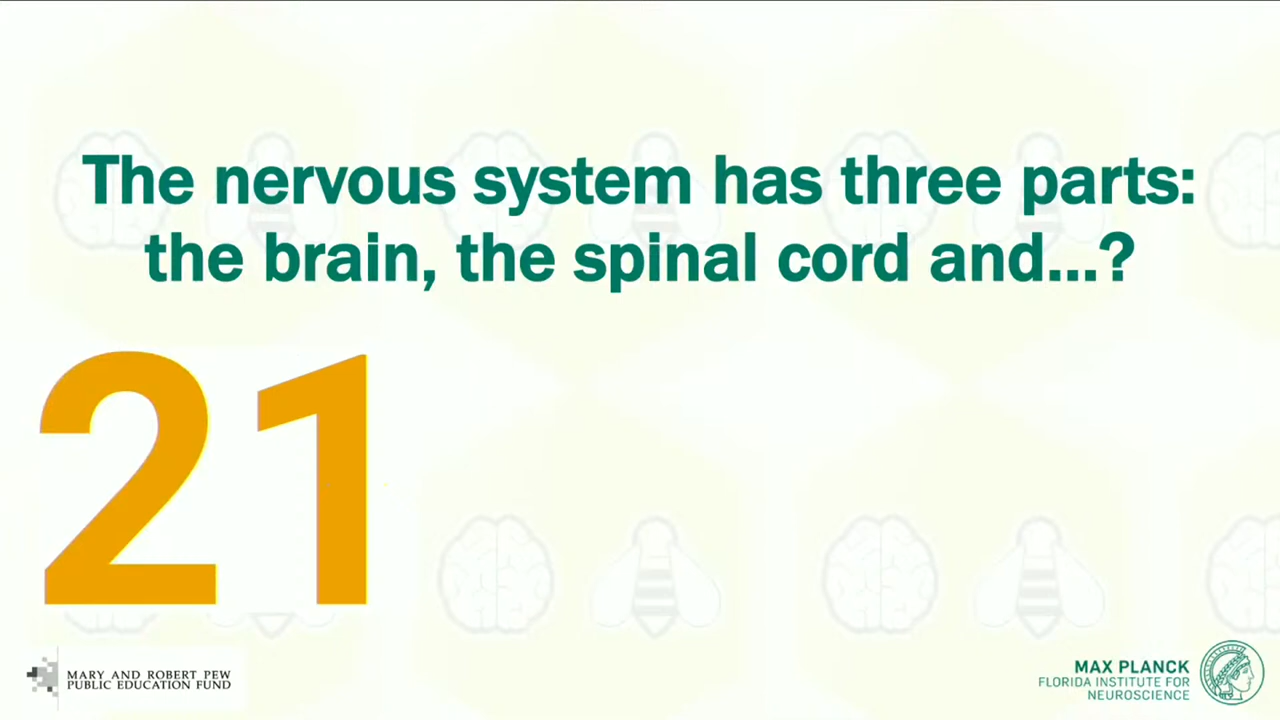 The nervous system has three parts:
the brain, the spinal cord and...?
21
MARY AND ROBERT PEW
PUBLIC EDUCATION FUND
MAX PLANCK
FLORIDA INSTITUTE FOR
NEUROSCIENCE